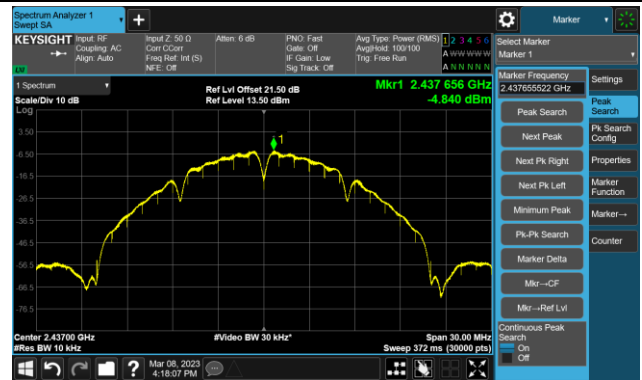 Spectrum Analyzer 1
Swept SA
+
Marker
KEYSIGHT
Input: RF
Coupling: AC
Align: Auto
Input Z: 50 Ω
Corr CCorr
Freq Ref: Int (S)
NFE: Off
Atten: 6 dB
PNO: Fast
Gate: Off
IF Gain: Low
Sig Track: Off
Avg Type: Power (RMS)
Avg|Hold: 100/100
Trig: Free Run
1 2 3 4 5 6
A W W W W W
A N N N N N
Select Marker
Marker 1
1 Spectrum
Scale/Div 10 dB
Ref Lvl Offset 21.50 dB
Ref Level 13.50 dBm
Mkr1 2.437 656 GHz
-4.840 dBm
Log
3.50
-6.50
-16.5
-26.5
-36.5
-46.5
-56.5
-66.5
-76.5
1
Center 2.43700 GHz
#Res BW 10 kHz
#Video BW 30 kHz*
Span 30.00 MHz
Sweep 372 ms (30000 pts)
Marker Frequency
2.437655522 GHz
Peak Search
Next Peak
Next Pk Right
Next Pk Left
Minimum Peak
Pk-Pk Search
Marker Delta
Mkr→CF
Mkr→Ref Lvl
Continuous Peak
Search
On
Off
Settings
Peak
Search
Pk Search
Config
Properties
Marker
Function
Marker→
Counter
?
Mar 08, 2023
4:18:07 PM